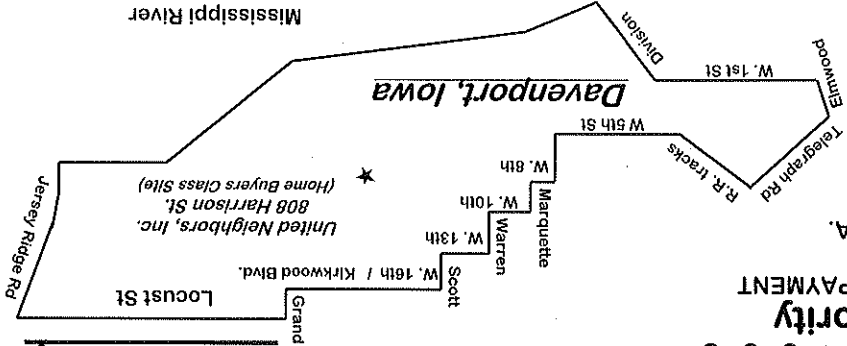 ority
PAYMENT
A.
Grand
Locust St
Jersey Ridge Rd
W. 16th / Kirkwood Blvd.
Scott
W. 13th
Warren
W. 10th
Marquette
W. 8th
United Neighbors, Inc.
808 Harrison St.
(Home Buyers Class Site)
Telegraph Rd
R.R. tracks
W 5th St
Davenport, Iowa
Elmwood
W. 1st St
Division
Mississippi River